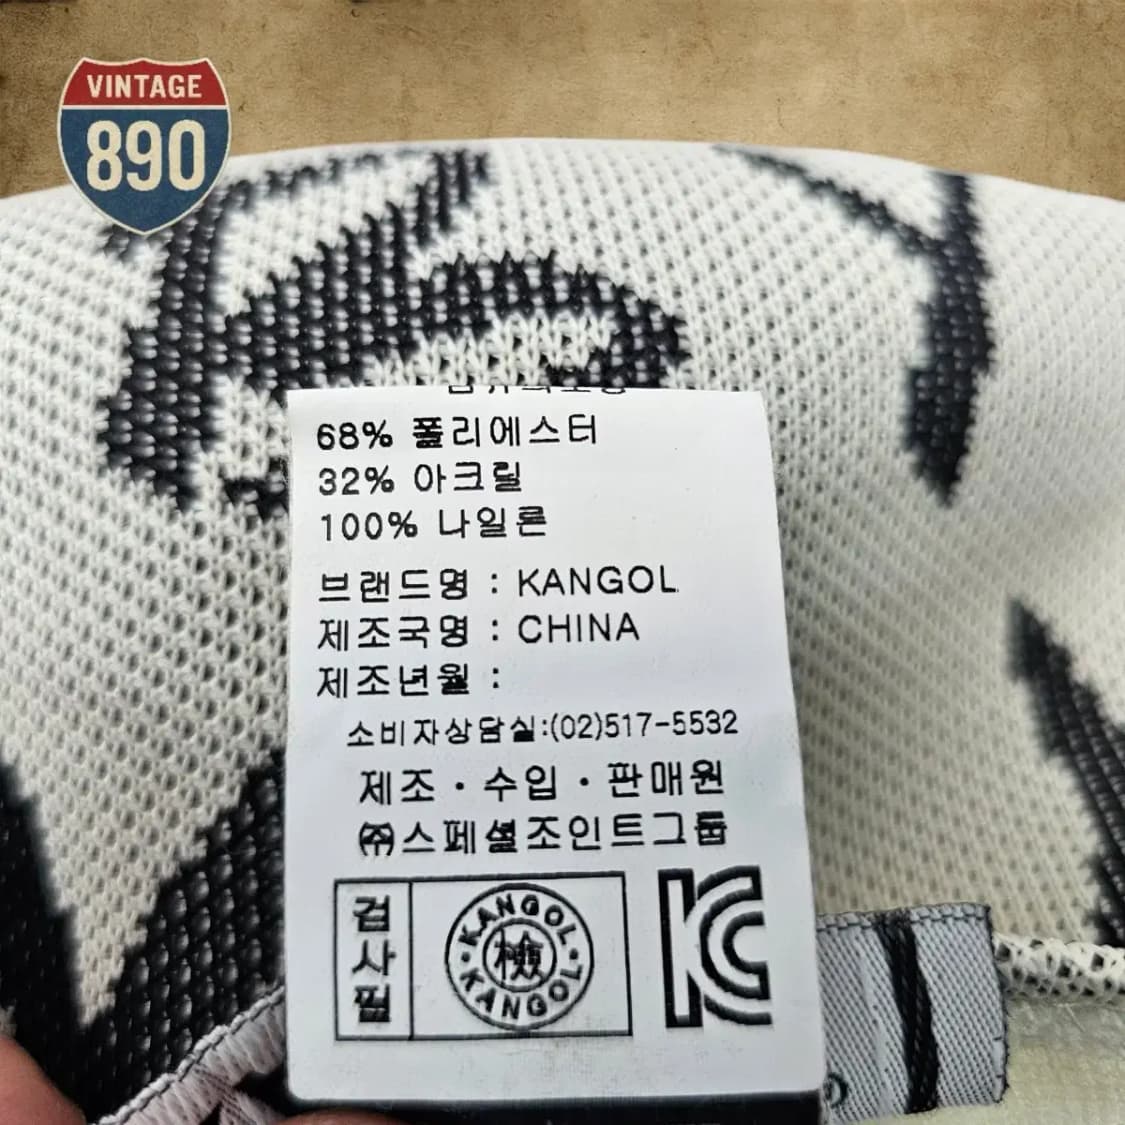 VINTAGE
890
68% 폴리에스터
32% 아크릴
100% 나일론
브랜드명 : KANGOL
제조국명 : CHINA
제조년월 :
소비자상담실:(02)517-5532
제조·수입·판매원
㈜스페셜조인트그룹
검사필
KANGOL
檢
KANGOL
KC